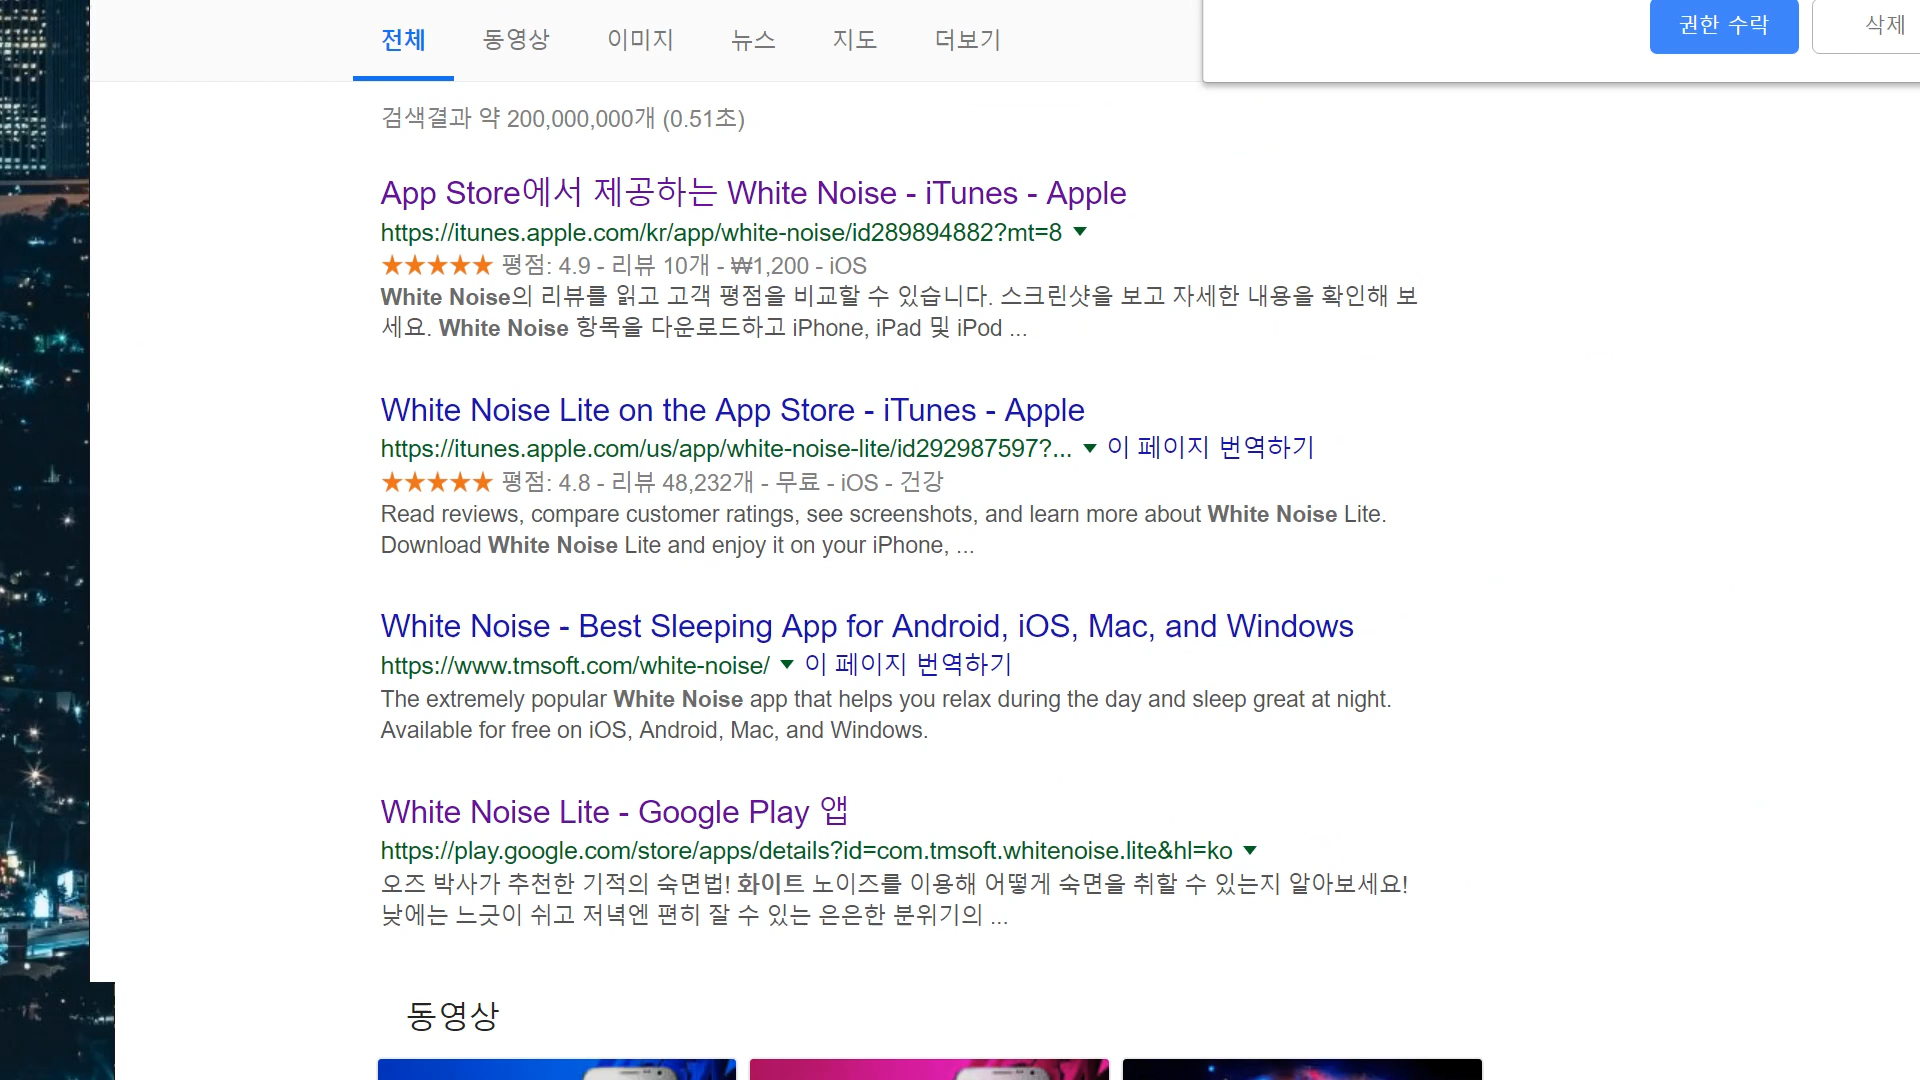 전체 동영상 이미지 뉴스 지도 더보기
권한 수락 삭제
검색결과 약 200,000,000개 (0.51초)
App Store에서 제공하는 White Noise - iTunes - Apple
https://itunes.apple.com/kr/app/white-noise/id289894882?mt=8
평점: 4.9 - 리뷰 10개 - ₩1,200 - iOS
White Noise의 리뷰를 읽고 고객 평점을 비교할 수 있습니다. 스크린샷을 보고 자세한 내용을 확인해 보
세요. White Noise 항목을 다운로드하고 iPhone, iPad 및 iPod ...
White Noise Lite on the App Store - iTunes - Apple
https://itunes.apple.com/us/app/white-noise-lite/id292987597?... 이 페이지 번역하기
평점: 4.8 - 리뷰 48,232개 - 무료 - iOS - 건강
Read reviews, compare customer ratings, see screenshots, and learn more about White Noise Lite.
Download White Noise Lite and enjoy it on your iPhone, ...
White Noise - Best Sleeping App for Android, iOS, Mac, and Windows
https://www.tmsoft.com/white-noise/ 이 페이지 번역하기
The extremely popular White Noise app that helps you relax during the day and sleep great at night.
Available for free on iOS, Android, Mac, and Windows.
White Noise Lite - Google Play 앱
https://play.google.com/store/apps/details?id=com.tmsoft.whitenoise.lite&hl=ko
오즈 박사가 추천한 기적의 숙면법! 화이트 노이즈를 이용해 어떻게 숙면을 취할 수 있는지 알아보세요!
낮에는 느긋이 쉬고 저녁엔 편히 잘 수 있는 은은한 분위기의 ...
동영상